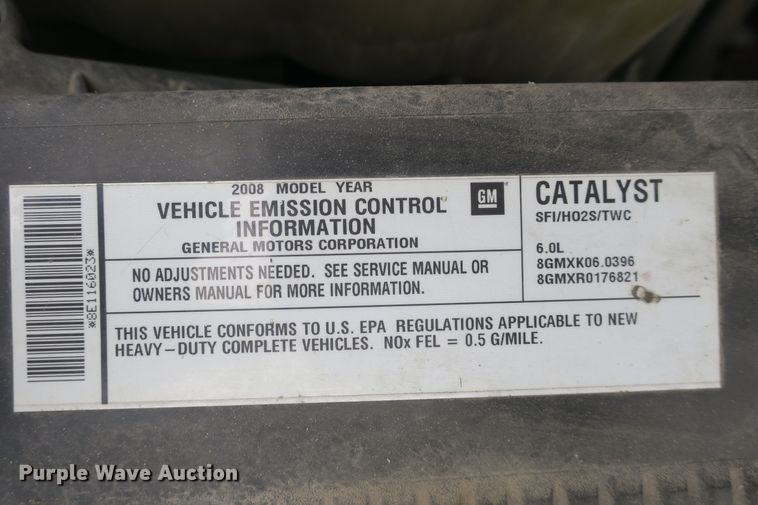 *8E116023*
2008 MODEL YEAR
VEHICLE EMISSION CONTROL
INFORMATION
GENERAL MOTORS CORPORATION
GM
CATALYST
SFI/HO2S/TWC
6.0L
8GMXK06.0396
8GMXR0176821
NO ADJUSTMENTS NEEDED. SEE SERVICE MANUAL OR
OWNERS MANUAL FOR MORE INFORMATION.
THIS VEHICLE CONFORMS TO U.S. EPA REGULATIONS APPLICABLE TO NEW
HEAVY-DUTY COMPLETE VEHICLES. NOx FEL = 0.5 G/MILE.
Purple Wave Auction